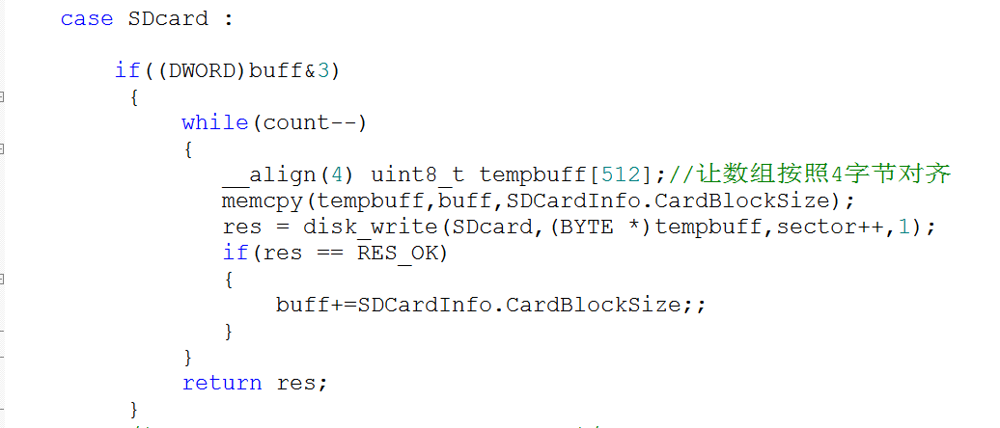 case SDcard :
if((DWORD)buff&3)
{
while(count--)
{
__align(4) uint8_t tempbuff[512];//让数组按照4字节对齐
memcpy(tempbuff,buff,SDCardInfo.CardBlockSize);
res = disk_write(SDcard,(BYTE *)tempbuff,sector++,1);
if(res == RES_OK)
{
buff+=SDCardInfo.CardBlockSize;;
}
}
return res;
}